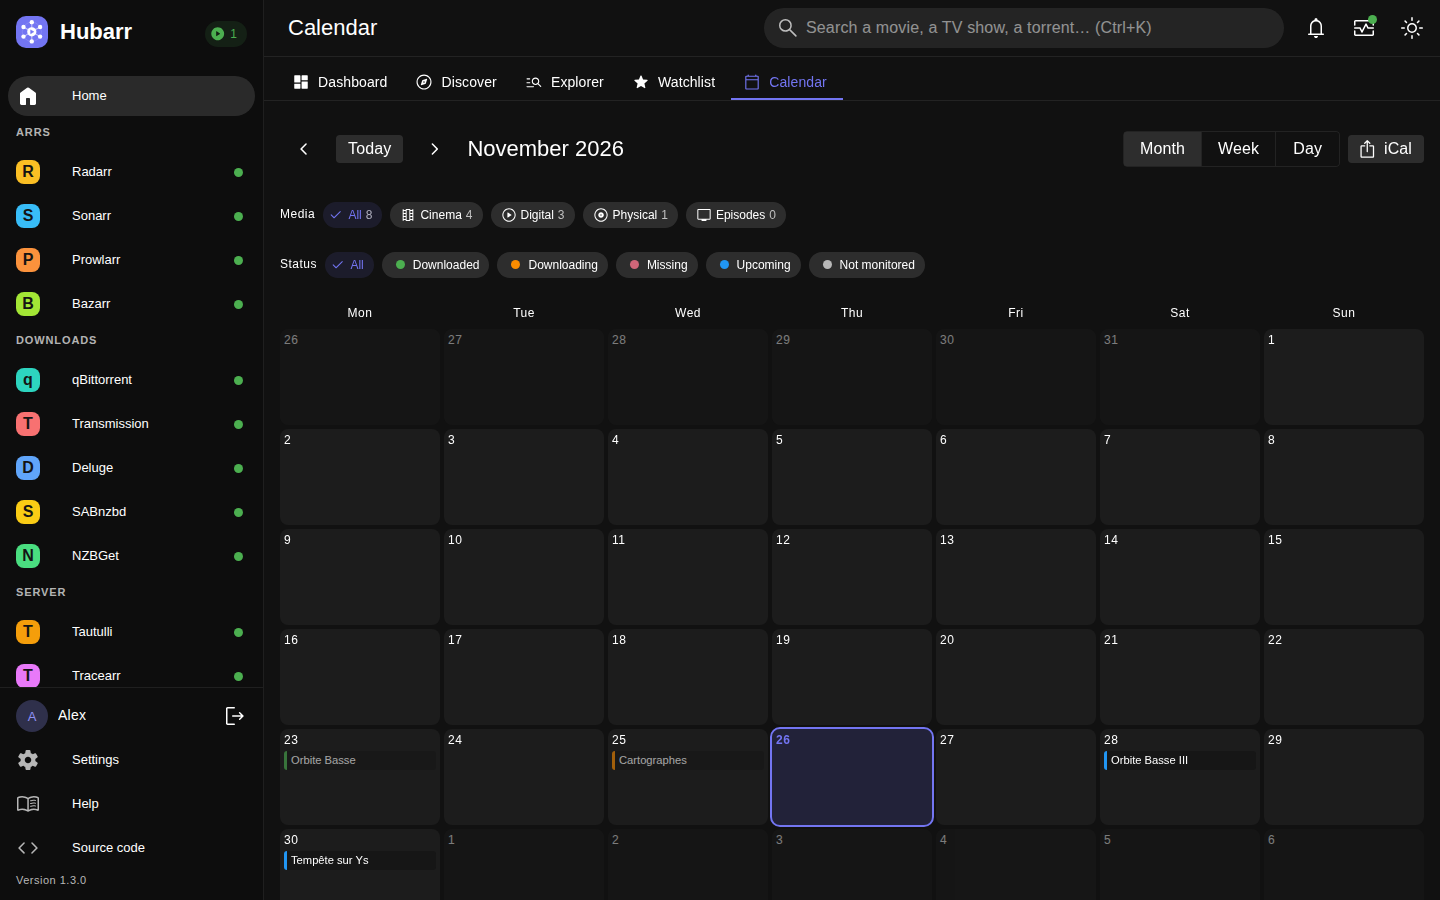 Hubarr
1
Home
ARRS
R Radarr
S Sonarr
P Prowlarr
B Bazarr
DOWNLOADS
q qBittorrent
T Transmission
D Deluge
S SABnzbd
N NZBGet
SERVER
T Tautulli
T Tracearr
A Alex
Settings
Help
Source code
Version 1.3.0
Calendar
Search a movie, a TV show, a torrent… (Ctrl+K)
Dashboard Discover Explorer Watchlist Calendar
Today November 2026 Month Week Day iCal
Media All 8 Cinema 4 Digital 3 Physical 1 Episodes 0
Status All Downloaded Downloading Missing Upcoming Not monitored
Mon Tue Wed Thu Fri Sat Sun
26 27 28 29 30 31 1
2 3 4 5 6 7 8
9 10 11 12 13 14 15
16 17 18 19 20 21 22
23 24 25 26 27 28 29
Orbite Basse Cartographes Orbite Basse III
30 1 2 3 4 5 6
Tempête sur Ys